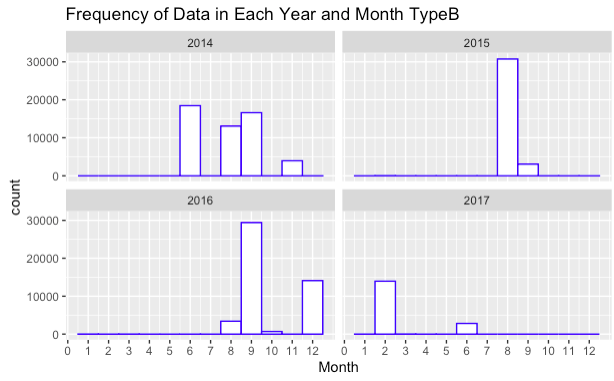 Frequency of Data in Each Year and Month TypeB
2014 2015
30000
20000
10000
0
count
2016 2017
30000
20000
10000
0
0 1 2 3 4 5 6 7 8 9 10 11 12 0 1 2 3 4 5 6 7 8 9 10 11 12
Month